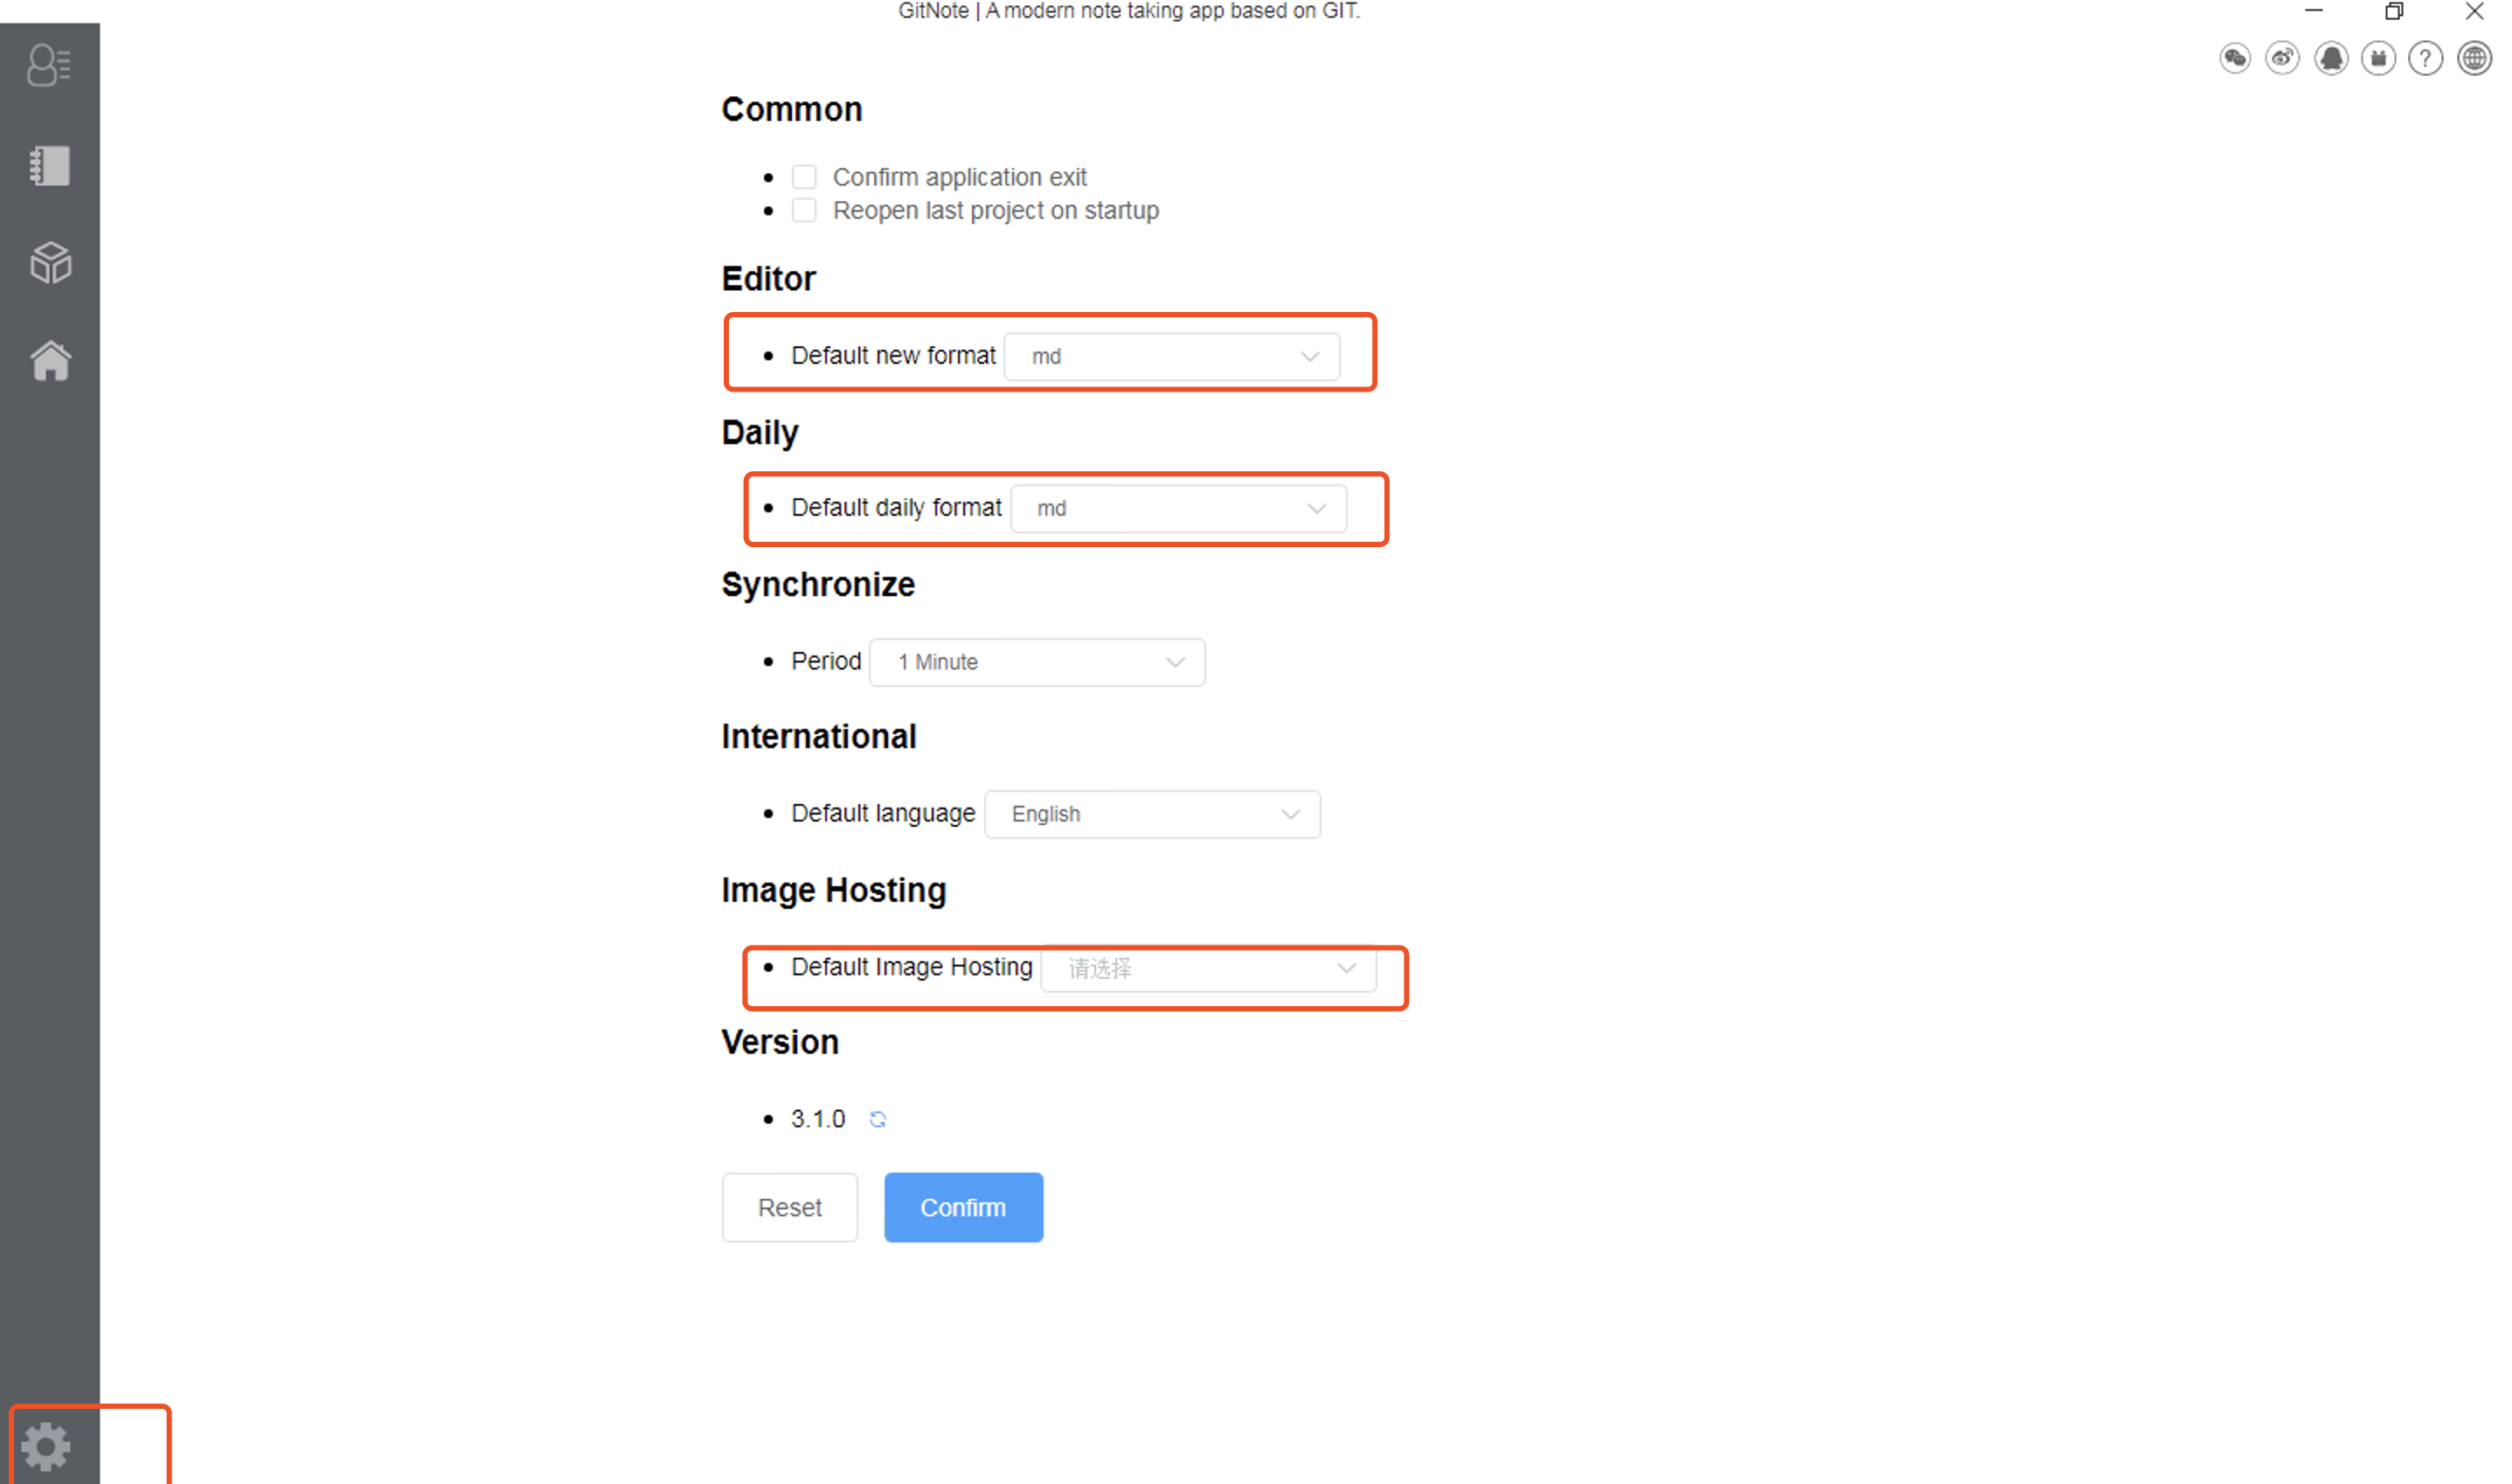 GitNote | A modern note taking app based on GIT.
Common
Confirm application exit
Reopen last project on startup
Editor
Default new format md
Daily
Default daily format md
Synchronize
Period 1 Minute
International
Default language English
Image Hosting
Default Image Hosting 请选择
Version
3.1.0
Reset Confirm